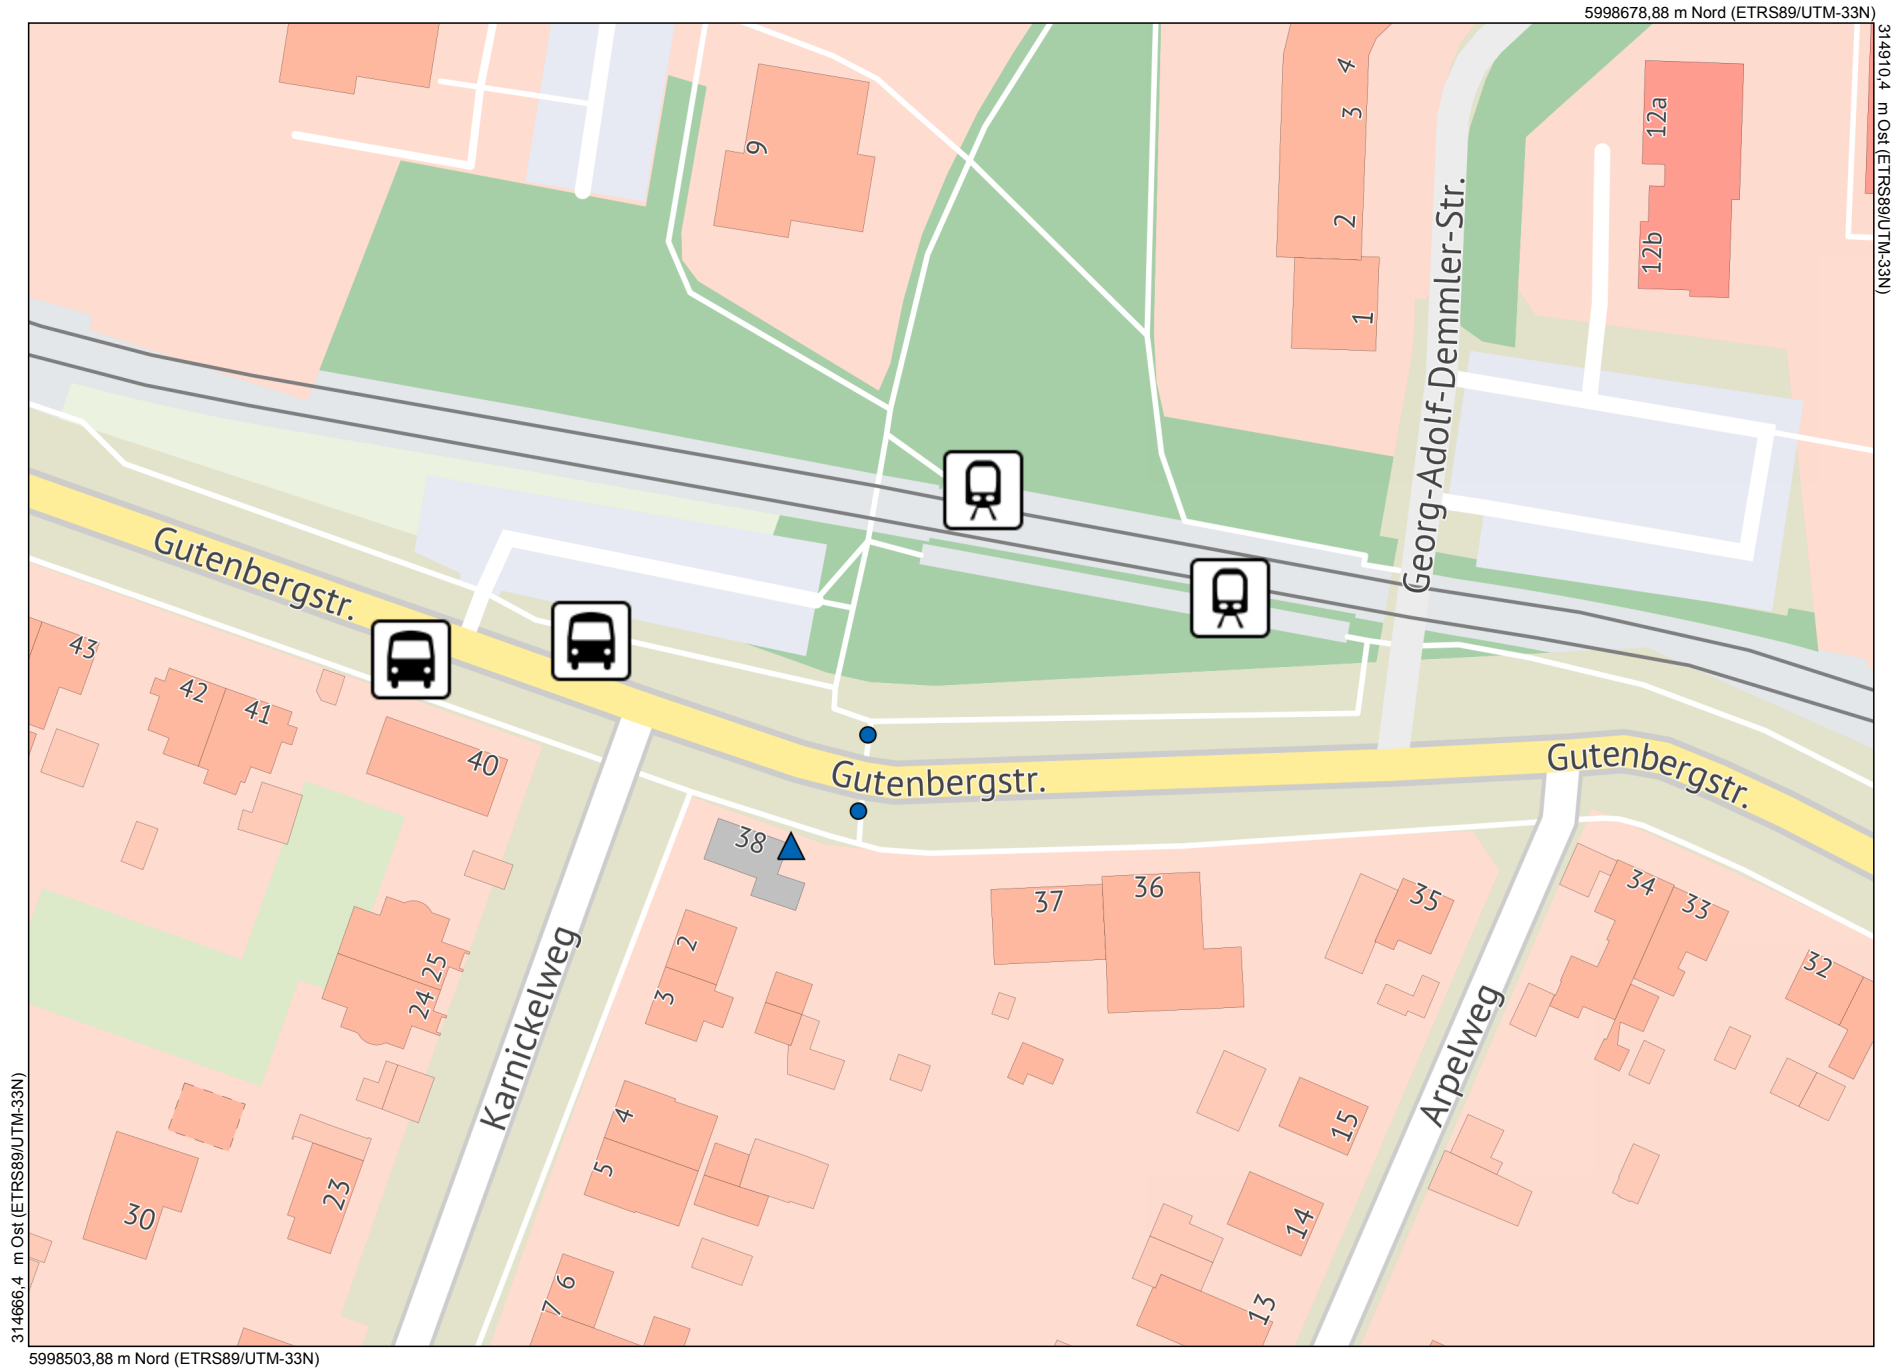 5998678,88 m Nord (ETRS89/UTM-33N)
314910,4 m Ost (ETRS89/UTM-33N)
4
3
12a
9
2
12b
1
Georg-Adolf-Demmler-Str.
Gutenbergstr.
43
42
41
40
Gutenbergstr.
Gutenbergstr.
38
37
36
35
34
33
32
2
3
25
24
Karnickelweg
Arpelweg
4
5
15
30
23
14
6
7
13
314666,4 m Ost (ETRS89/UTM-33N)
5998503,88 m Nord (ETRS89/UTM-33N)